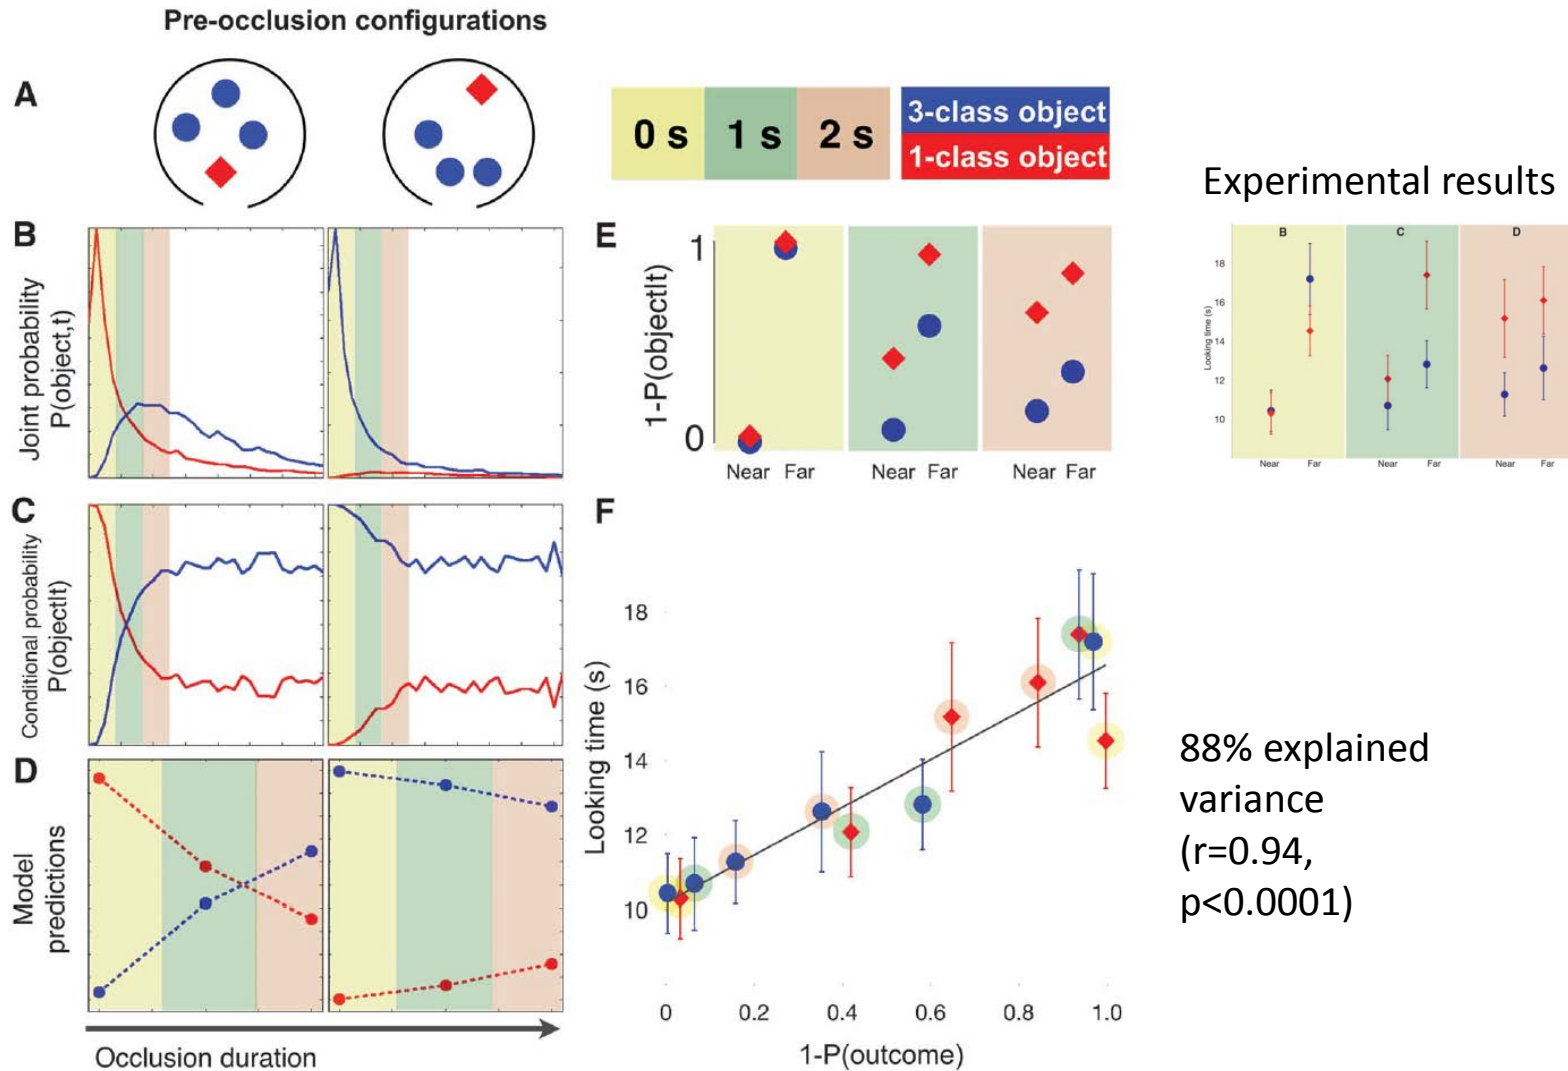 Pre-occlusion configurations
A
0 s
1 s
2 s
3-class object
1-class object
B
Joint probability
P(object,t)
C
Conditional probability
P(object|t)
D
Model
predictions
Occlusion duration
E
1-P(object|t)
1
0
Near Far
Near Far
Near Far
F
Looking time (s)
18
16
14
12
10
0 0.2 0.4 0.6 0.8 1.0
1-P(outcome)
Experimental results
B
C
D
Looking time (s)
18
16
14
12
10
Near Far
Near Far
Near Far
88% explained
variance
(r=0.94,
p<0.0001)